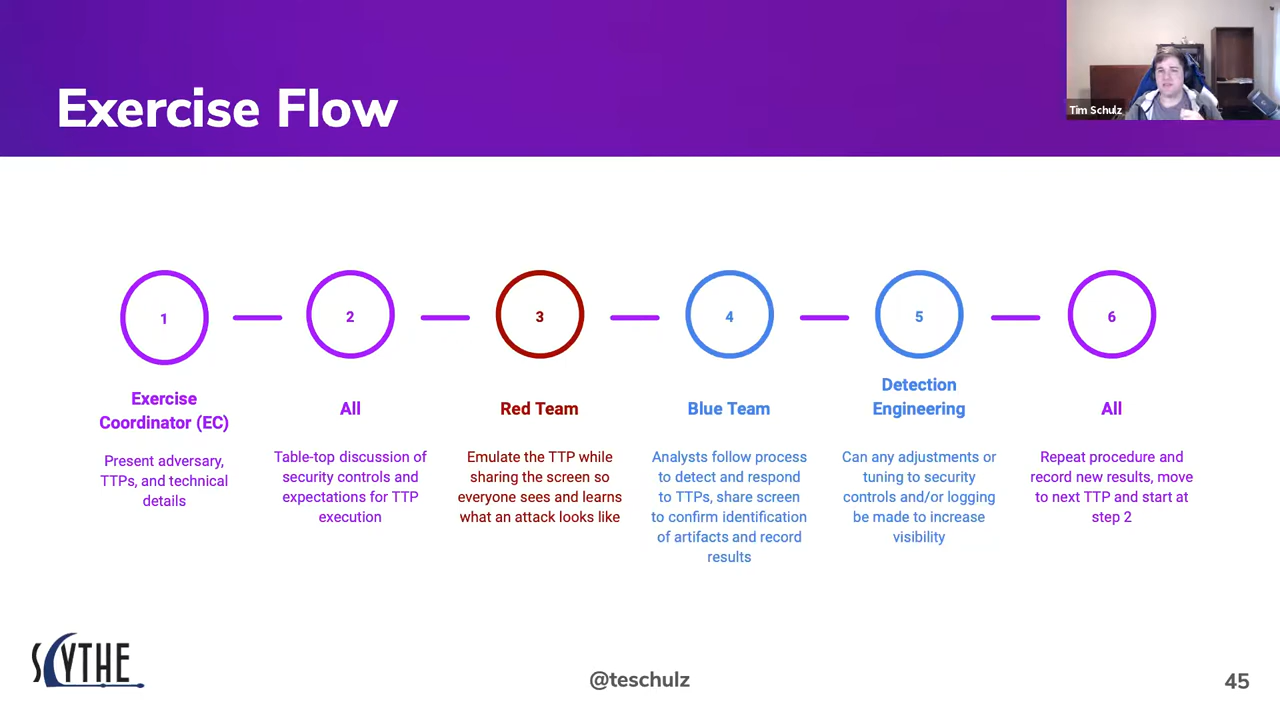 Exercise Flow
Tim Schulz
1
2
3
4
5
6
Exercise
Coordinator (EC)
Present adversary,
TTPs, and technical
details
All
Table-top discussion of
security controls and
expectations for TTP
execution
Red Team
Emulate the TTP while
sharing the screen so
everyone sees and learns
what an attack looks like
Blue Team
Analysts follow process
to detect and respond
to TTPs, share screen
to confirm identification
of artifacts and record
results
Detection
Engineering
Can any adjustments or
tuning to security
controls and/or logging
be made to increase
visibility
All
Repeat procedure and
record new results, move
to next TTP and start at
step 2
SCYTHE
@teschulz
45